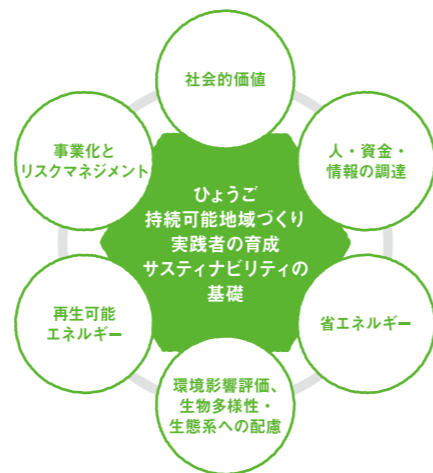 社会的価値
人・資金・
情報の調達
省エネルギー
環境影響評価、
生物多様性・
生態系への配慮
再生可能
エネルギー
事業化と
リスクマネジメント
ひょうご
持続可能地域づくり
実践者の育成
サスティナビリティの
基礎